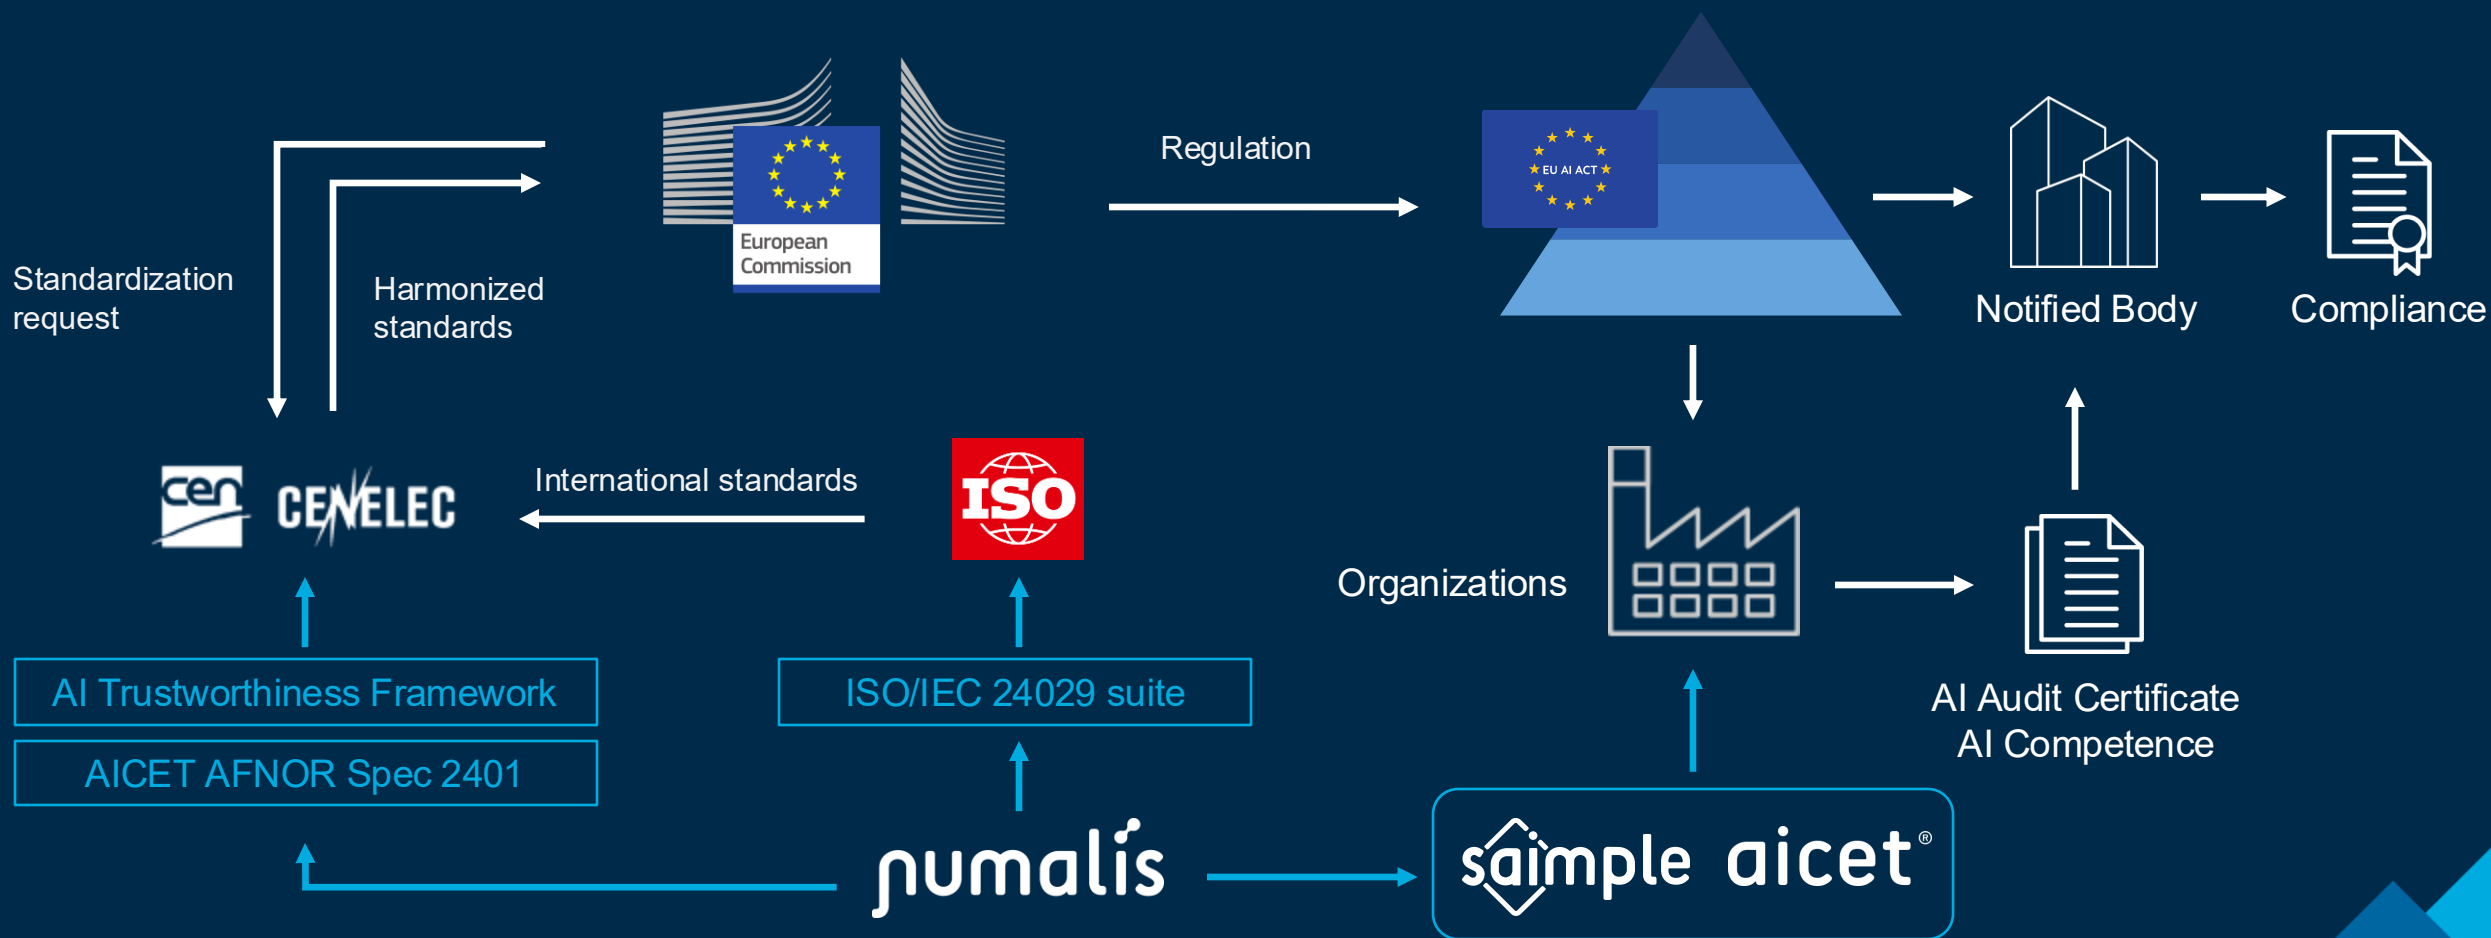 European
Commission
Regulation
EU AI ACT
Standardization
request
Harmonized
standards
Notified Body
Compliance
cen
CENELEC
International standards
ISO
Organizations
AI Trustworthiness Framework
AICET AFNOR Spec 2401
ISO/IEC 24029 suite
AI Audit Certificate
AI Competence
numalis
saimple aicet®